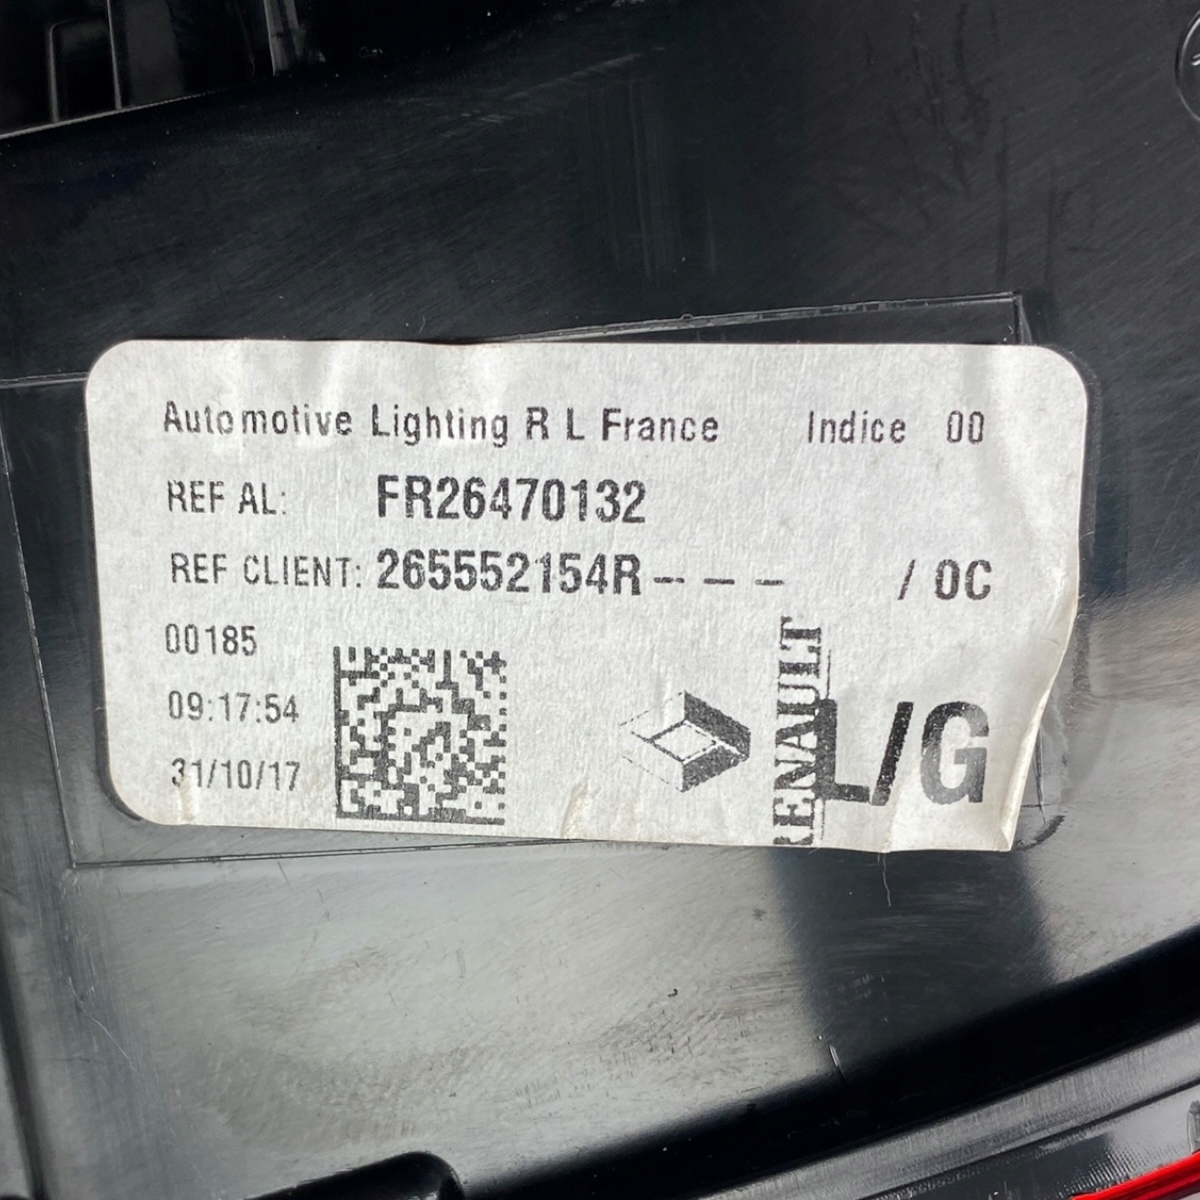 Automotive Lighting R L France Indice 00
REF AL: FR26470132
REF CLIENT: 265552154R - - - / 0C
00185
09:17:54
31/10/17
RENAULT
L/G